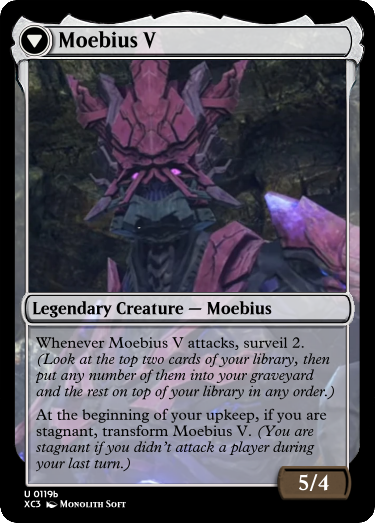 Moebius V
Legendary Creature — Moebius
Whenever Moebius V attacks, surveil 2.
(Look at the top two cards of your library, then
put any number of them into your graveyard
and the rest on top of your library in any order.)
At the beginning of your upkeep, if you are
stagnant, transform Moebius V. (You are
stagnant if you didn't attack a player during
your last turn.)
5/4
U 0119b
XC3 Monolith Soft